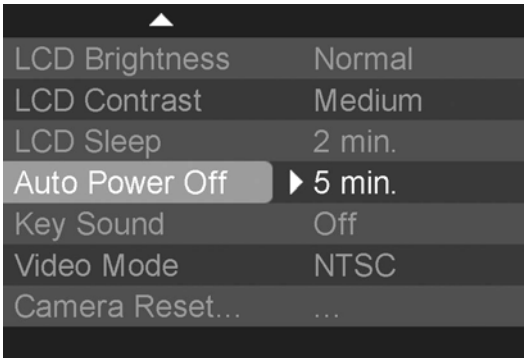 LCD Brightness Normal
LCD Contrast Medium
LCD Sleep 2 min.
Auto Power Off 5 min.
Key Sound Off
Video Mode NTSC
Camera Reset... ...